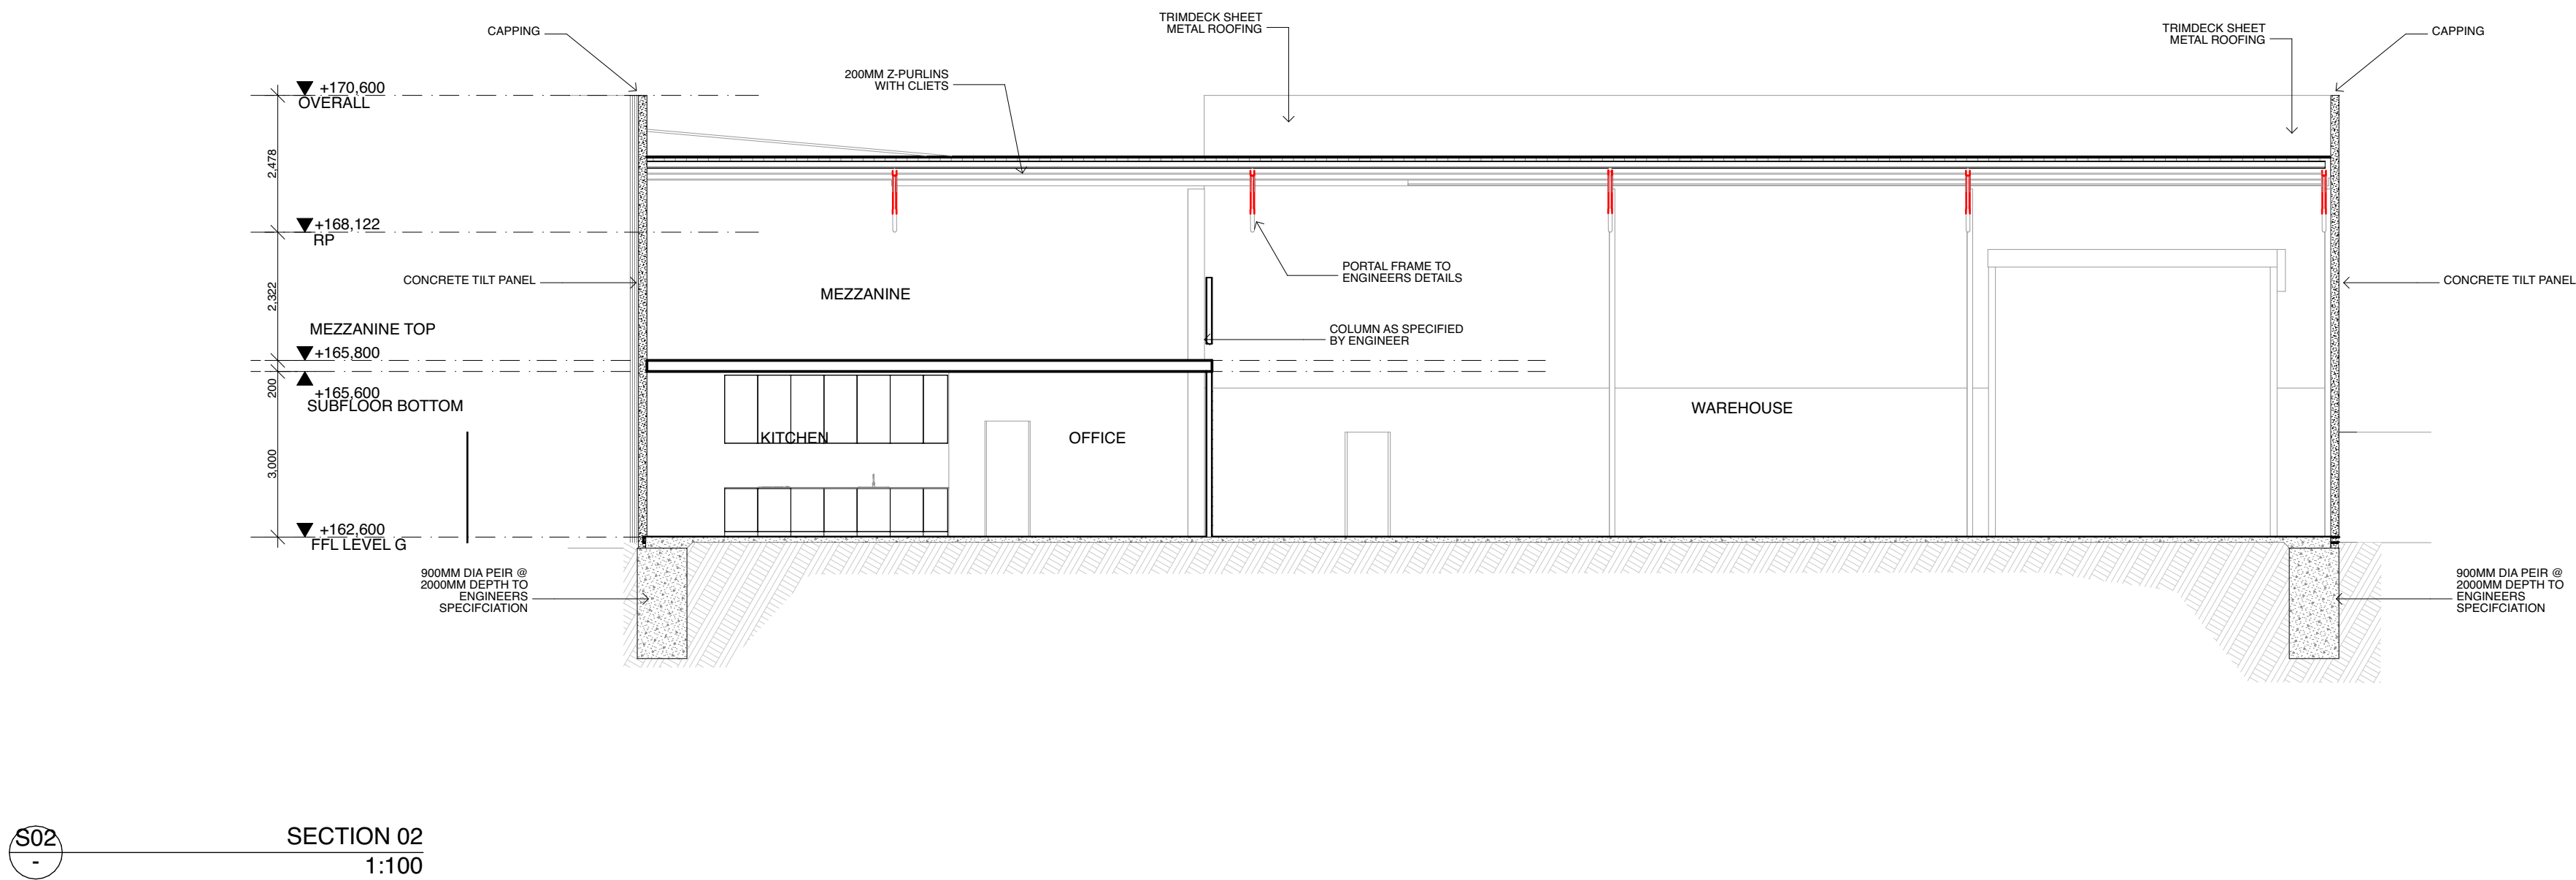 TRIMDECK SHEET
METAL ROOFING
TRIMDECK SHEET
METAL ROOFING
CAPPING
CAPPING
200MM Z-PURLINS
WITH CLIETS
+170,600
OVERALL
2,478
+168,122
RP
CONCRETE TILT PANEL
PORTAL FRAME TO
ENGINEERS DETAILS
CONCRETE TILT PANEL
MEZZANINE
2,322
MEZZANINE TOP
+165,800
COLUMN AS SPECIFIED
BY ENGINEER
200
+165,600
SUBFLOOR BOTTOM
WAREHOUSE
KITCHEN
OFFICE
3,000
+162,600
FFL LEVEL G
900MM DIA PEIR @
2000MM DEPTH TO
ENGINEERS
SPECIFCIATION
900MM DIA PEIR @
2000MM DEPTH TO
ENGINEERS
SPECIFCIATION
S02
-
SECTION 02
1:100